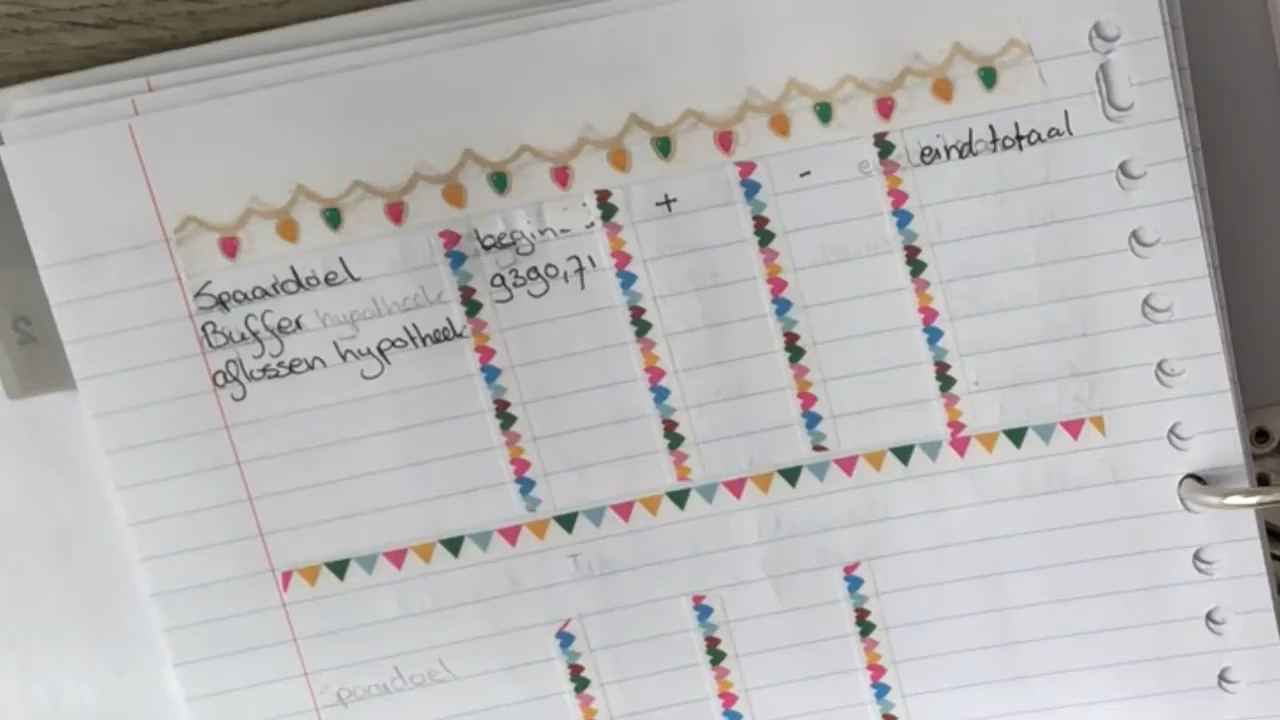 Spaardoel begin- + - eindtotaal
Buffer hypotheek 9390,71
aflossen hypotheek
Spaardoel